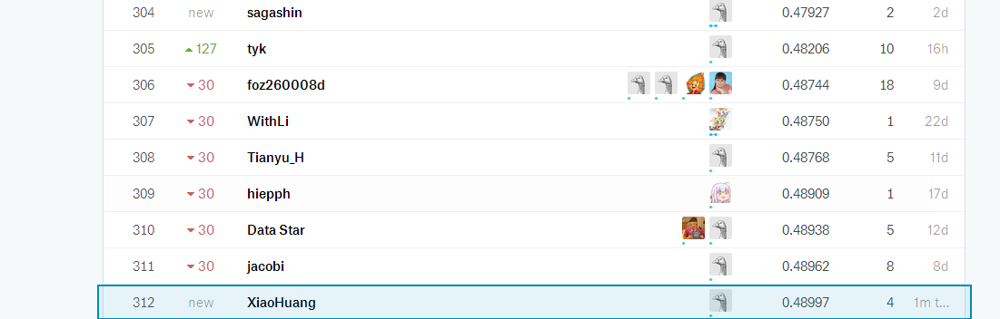 304 new sagashin 0.47927 2 2d
305 127 tyk 0.48206 10 16h
306 30 foz260008d 0.48744 18 9d
307 30 WithLi 0.48750 1 22d
308 30 Tianyu_H 0.48768 5 11d
309 30 hiepph 0.48909 1 17d
310 30 Data Star 0.48938 5 12d
311 30 jacobi 0.48962 8 8d
312 new XiaoHuang 0.48997 4 1m t...